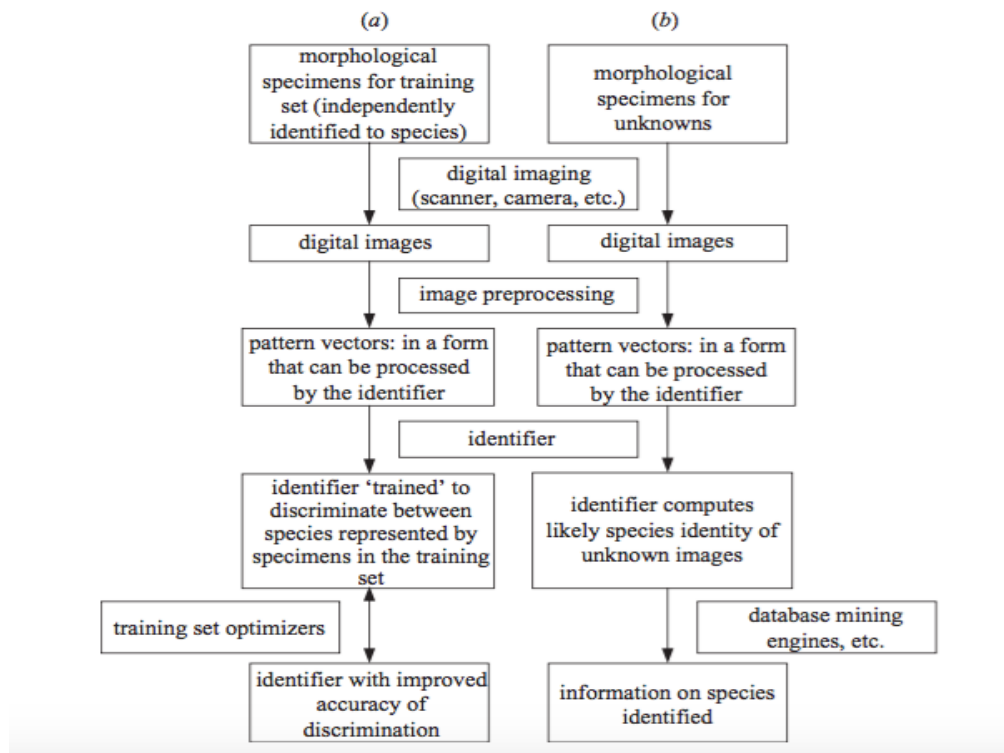 (a)
(b)
morphological
specimens for training
set (independently
identified to species)
morphological
specimens for
unknowns
digital imaging
(scanner, camera, etc.)
digital images
digital images
image preprocessing
pattern vectors: in a form
that can be processed
by the identifier
pattern vectors: in a form
that can be processed
by the identifier
identifier
identifier ‘trained’ to
discriminate between
species represented by
specimens in the training
set
identifier computes
likely species identity of
unknown images
training set optimizers
database mining
engines, etc.
identifier with improved
accuracy of
discrimination
information on species
identified